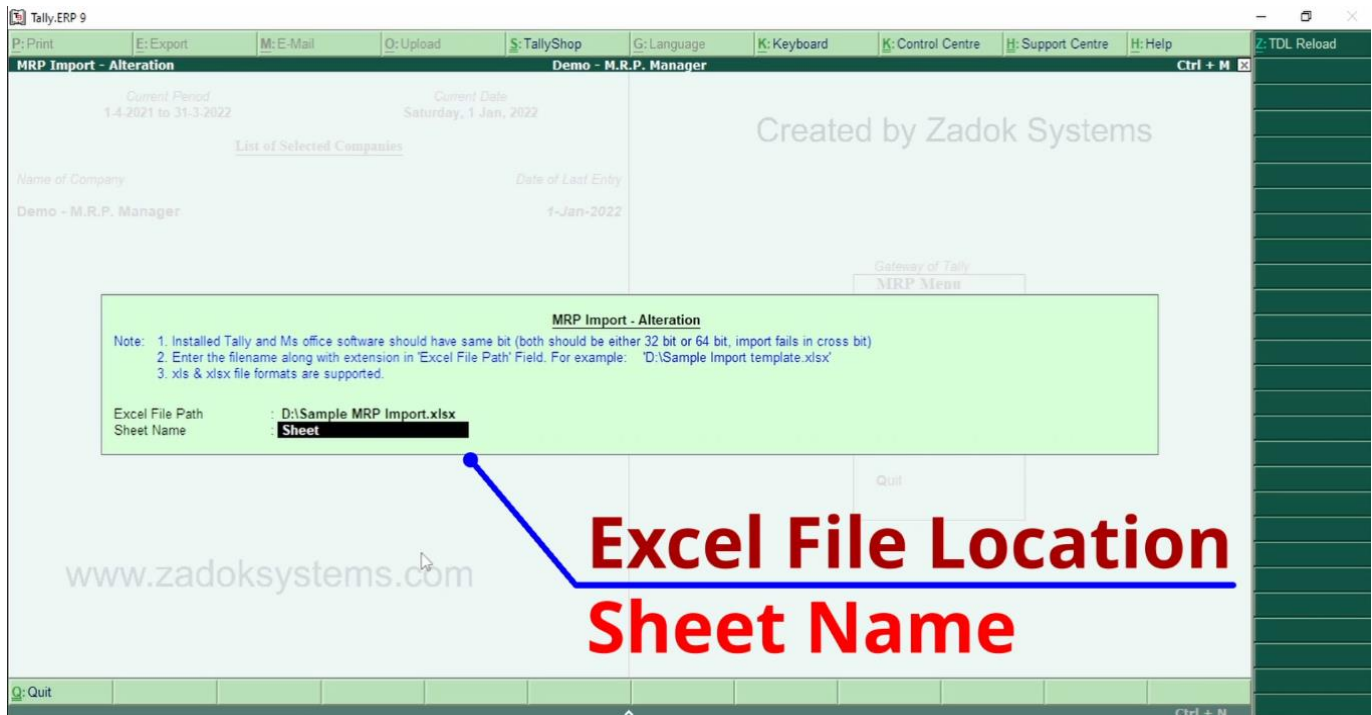 Tally.ERP 9
P: Print E: Export M: E-Mail O: Upload S: TallyShop G: Language K: Keyboard K: Control Centre H: Support Centre H: Help Z: TDL Reload
MRP Import - Alteration Demo - M.R.P. Manager Ctrl + M
Current Period Current Date
1-4-2021 to 31-3-2022 Saturday, 1 Jan, 2022
Created by Zadok Systems
List of Selected Companies
Name of Company Date of Last Entry
Demo - M.R.P. Manager 1-Jan-2022
Gateway of Tally
MRP Menu
MRP Import - Alteration
Note: 1. Installed Tally and Ms office software should have same bit (both should be either 32 bit or 64 bit, import fails in cross bit)
2. Enter the filename along with extension in 'Excel File Path' Field. For example: 'D:\Sample Import template.xlsx'
3. xls & xlsx file formats are supported.
Excel File Path : D:\Sample MRP Import.xlsx
Sheet Name : Sheet
Quit
Excel File Location
www.zadoksystems.com
Sheet Name
Q: Quit
Ctrl + N